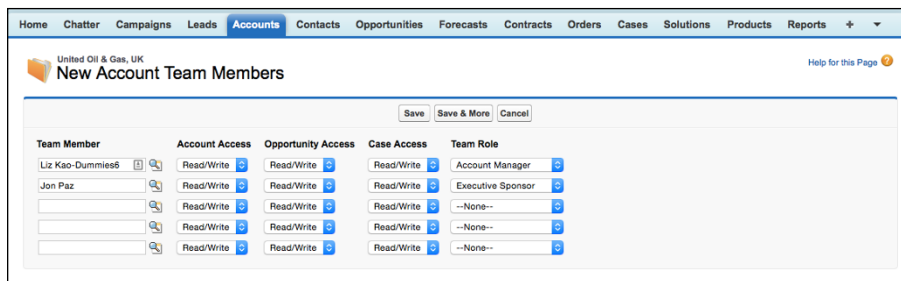 Home Chatter Campaigns Leads Accounts Contacts Opportunities Forecasts Contracts Orders Cases Solutions Products Reports +
United Oil & Gas, UK
New Account Team Members
Help for this Page ?
Save Save & More Cancel
Team Member Account Access Opportunity Access Case Access Team Role
Liz Kao-Dummies6 Read/Write Read/Write Read/Write Account Manager
Jon Paz Read/Write Read/Write Read/Write Executive Sponsor
Read/Write Read/Write Read/Write --None--
Read/Write Read/Write Read/Write --None--
Read/Write Read/Write Read/Write --None--